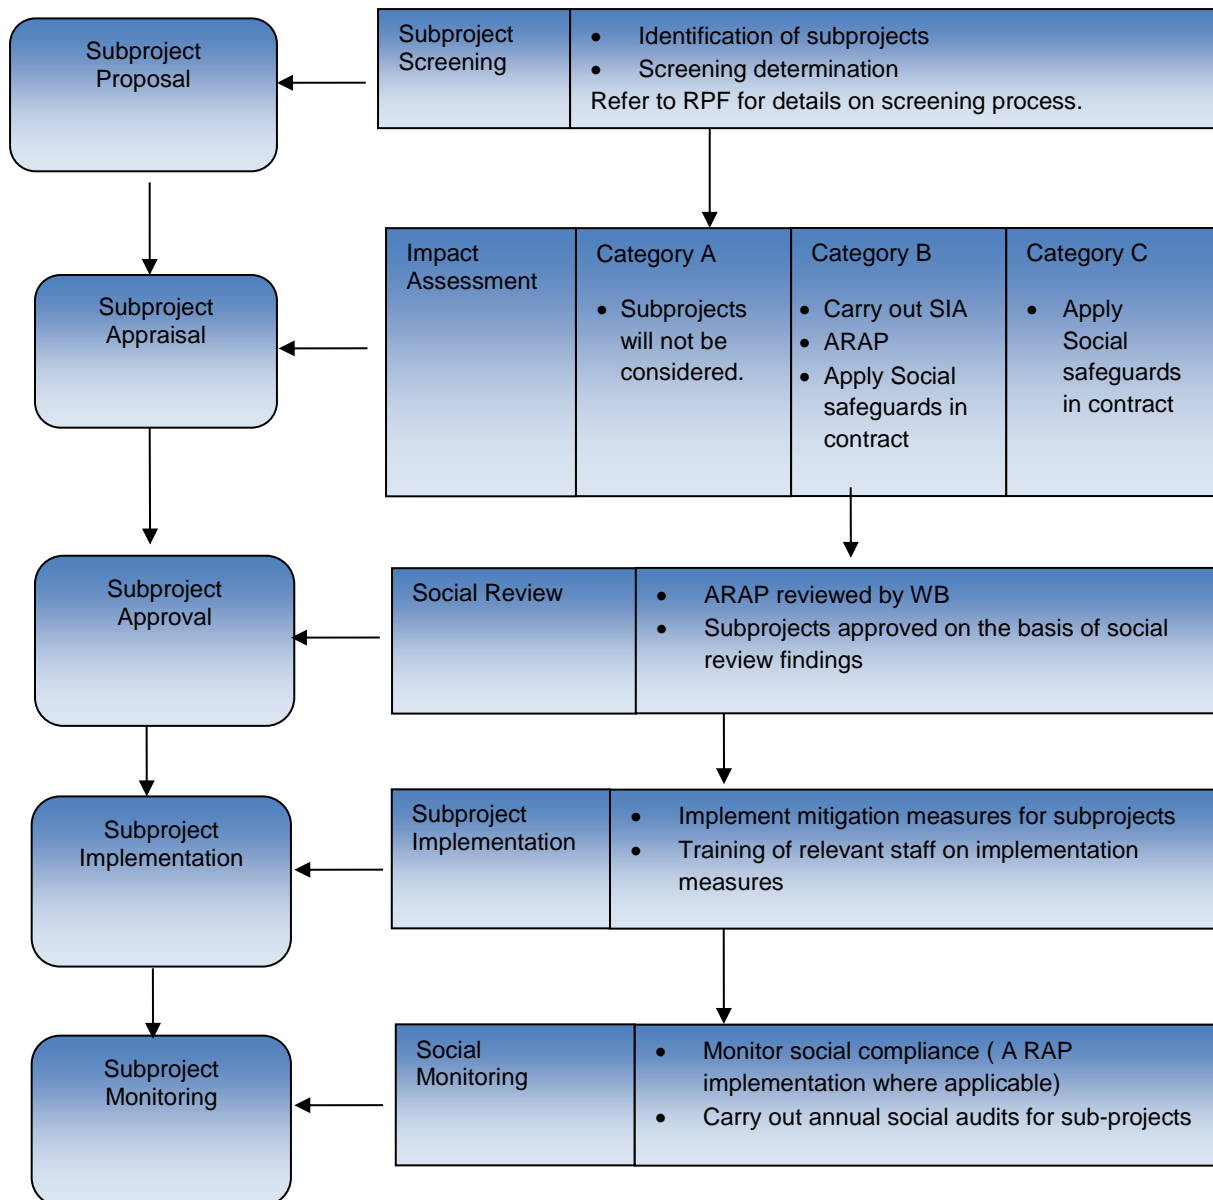 Subproject
Proposal
Subproject
Screening
• Identification of subprojects
• Screening determination
Refer to RPF for details on screening process.
Subproject
Appraisal
Impact
Assessment
Category A
• Subprojects
will not be
considered.
Category B
• Carry out SIA
• ARAP
• Apply Social
safeguards in
contract
Category C
• Apply
Social
safeguards
in contract
Subproject
Approval
Social Review
• ARAP reviewed by WB
• Subprojects approved on the basis of social
review findings
Subproject
Implementation
Subproject
Implementation
• Implement mitigation measures for subprojects
• Training of relevant staff on implementation
measures
Subproject
Monitoring
Social
Monitoring
• Monitor social compliance ( A RAP
implementation where applicable)
• Carry out annual social audits for sub-projects